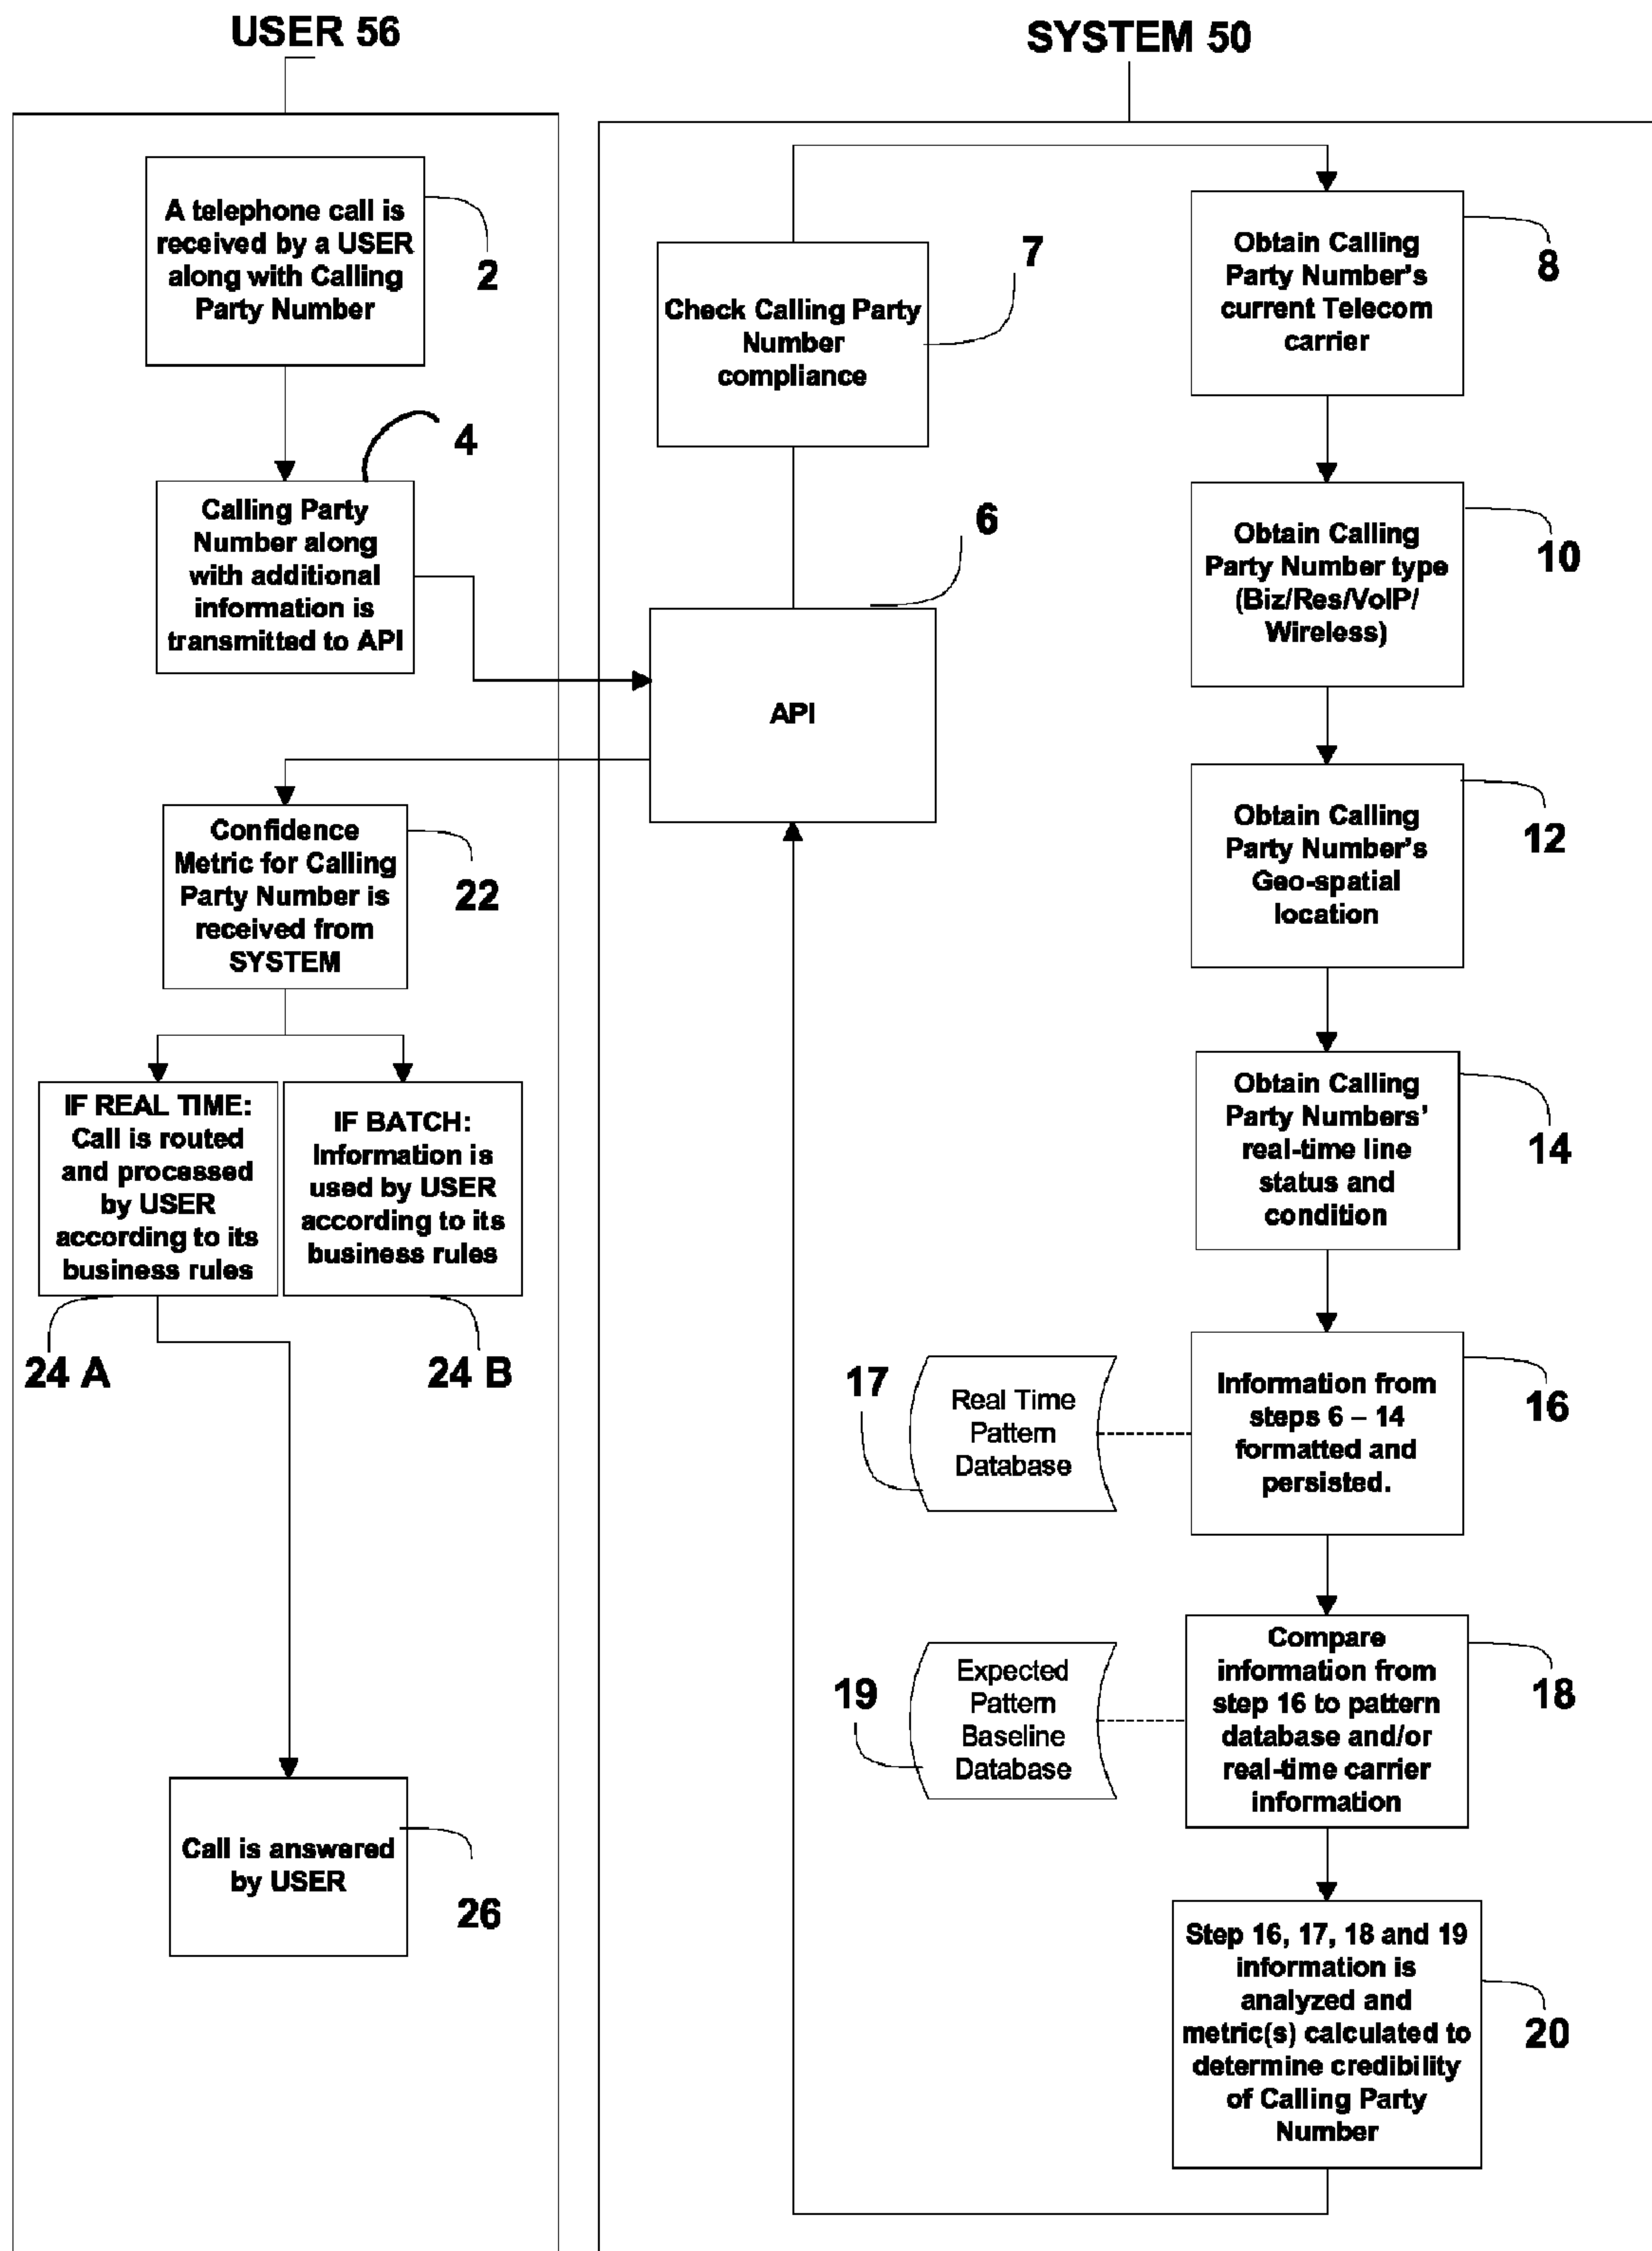 USER 56
SYSTEM 50
A telephone call is
received by a USER
along with Calling
Party Number
2
Calling Party
Number along
with additional
information is
transmitted to API
4
Confidence
Metric for Calling
Party Number is
received from
SYSTEM
22
IF REAL TIME:
Call is routed
and processed
by USER
according to its
business rules
24 A
IF BATCH:
Information is
used by USER
according to its
business rules
24 B
Call is answered
by USER
26
Check Calling Party
Number
compliance
7
API
6
Obtain Calling
Party Number's
current Telecom
carrier
8
Obtain Calling
Party Number type
(Biz/Res/VoIP/
Wireless)
10
Obtain Calling
Party Number's
Geo-spatial
location
12
Obtain Calling
Party Numbers'
real-time line
status and
condition
14
Information from
steps 6 – 14
formatted and
persisted.
16
17
Real Time
Pattern
Database
Compare
information from
step 16 to pattern
database and/or
real-time carrier
information
18
19
Expected
Pattern
Baseline
Database
Step 16, 17, 18 and 19
information is
analyzed and
metric(s) calculated to
determine credibility
of Calling Party
Number
20